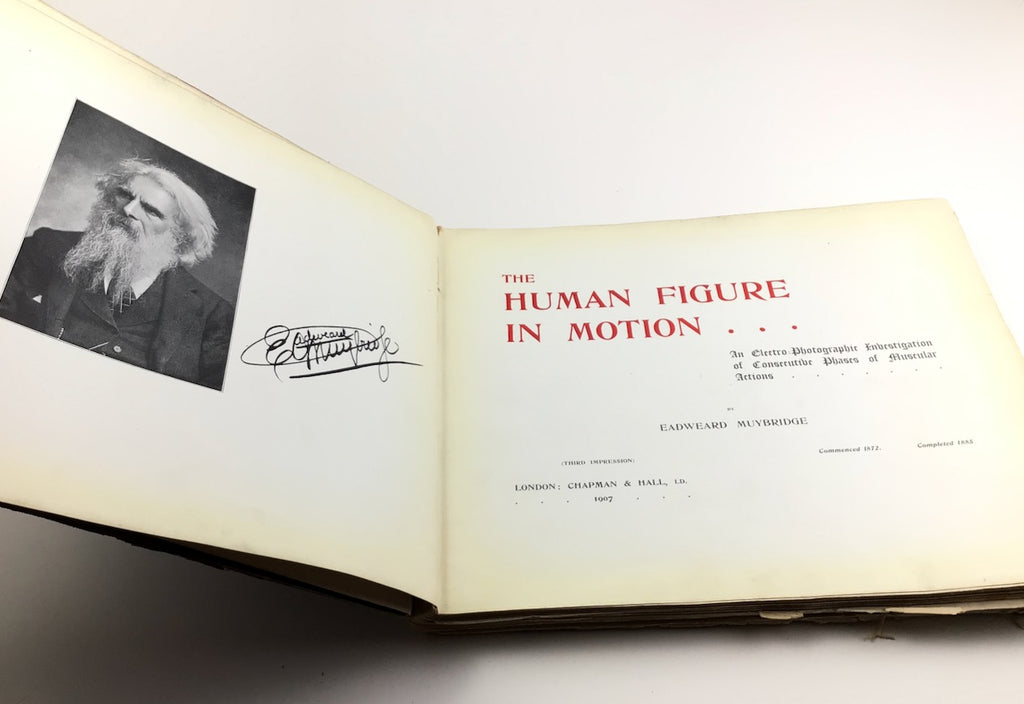 Eadweard
Muybridge
THE
HUMAN FIGURE
IN MOTION . . .
An Electro-Photographic Investigation
of Consecutive Phases of Muscular
Actions . . . . . .
BY
EADWEARD MUYBRIDGE
Commenced 1872. Completed 1885
(THIRD IMPRESSION)
LONDON: CHAPMAN & HALL, LD.
. . . 1907 . . .